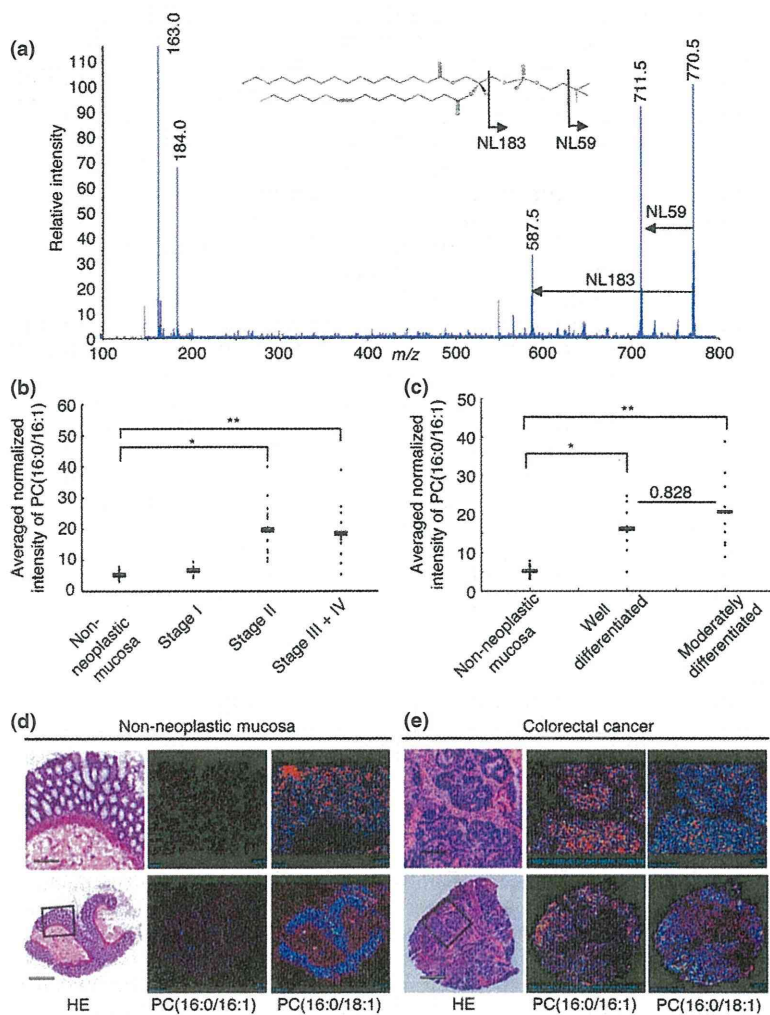 (a)
163.0
184.0
587.5
711.5
770.5
NL183
NL59
NL59
NL183
Relative intensity
110
100
90
80
70
60
50
40
30
20
10
0
100
200
300
400
500
600
700
800
m/z
(b)
Averaged normalized
intensity of PC(16:0/16:1)
60
50
40
30
20
10
0
**
*
Non-
neoplastic
mucosa
Stage I
Stage II
Stage III + IV
(c)
Averaged normalized
intensity of PC(16:0/16:1)
50
40
30
20
10
0
**
*
0.828
Non-neoplastic
mucosa
Well
differentiated
Moderately
differentiated
(d)
Non-neoplastic mucosa
HE
PC(16:0/16:1)
PC(16:0/18:1)
(e)
Colorectal cancer
HE
PC(16:0/16:1)
PC(16:0/18:1)